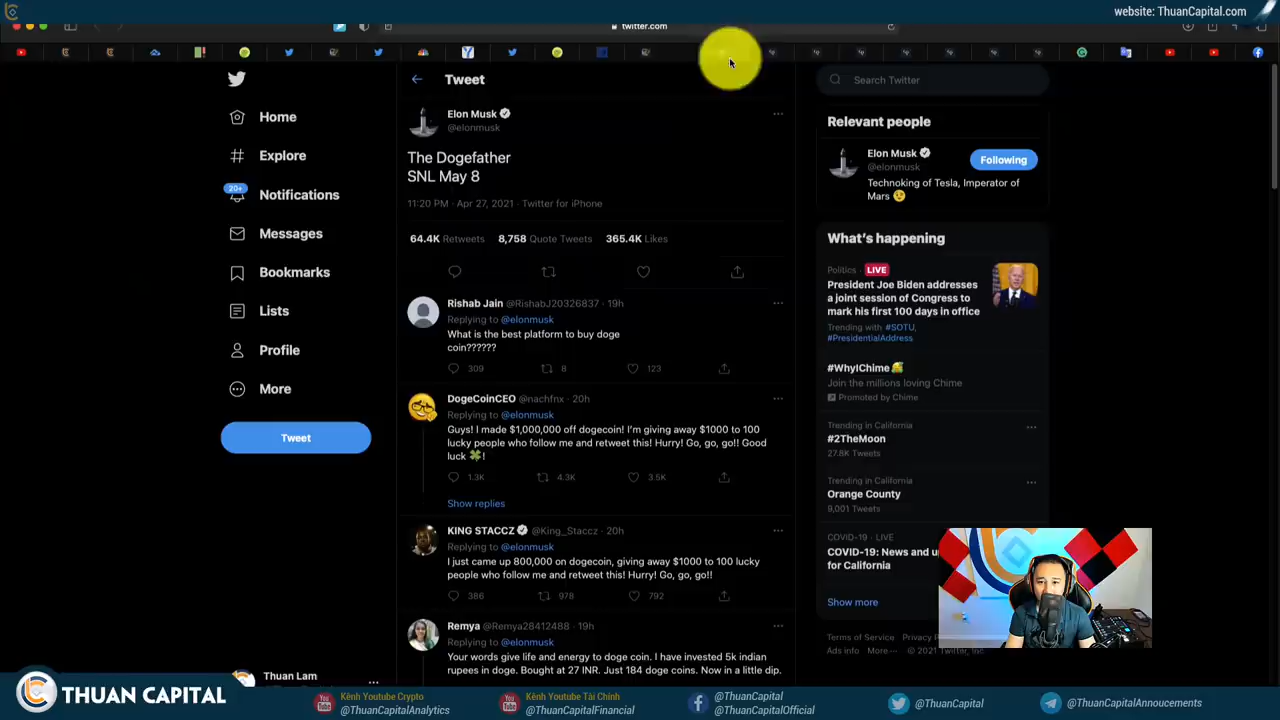 website: ThuanCapital.com
twitter.com
Tweet
Search Twitter
Home
Explore
20+
Notifications
Messages
Bookmarks
Lists
Profile
More
Tweet
Thuan Lam
Elon Musk
@elonmusk
The Dogefather
SNL May 8
11:20 PM · Apr 27, 2021 · Twitter for iPhone
64.4K Retweets 8,758 Quote Tweets 365.4K Likes
Rishab Jain @RishabJ20326837 · 19h
Replying to @elonmusk
What is the best platform to buy doge
coin??????
309 8 123
DogeCoinCEO @nachfnx · 20h
Replying to @elonmusk
Guys! I made $1,000,000 off dogecoin! I'm giving away $1000 to 100
lucky people who follow me and retweet this! Hurry! Go, go, go!! Good
luck 🍀!
1.3K 4.3K 3.5K
Show replies
KING STACCZ @King_Staccz · 20h
Replying to @elonmusk
I just came up 800,000 on dogecoin, giving away $1000 to 100 lucky
people who follow me and retweet this! Hurry! Go, go, go!!
386 978 792
Remya @Remya28412488 · 19h
Replying to @elonmusk
Your words give life and energy to doge coin. I have invested 5k indian
rupees in doge. Bought at 27 INR. Just 184 doge coins. Now in a little dip.
Relevant people
Elon Musk
@elonmusk
Following
Technoking of Tesla, Imperator of
Mars 😉
What's happening
Politics · LIVE
President Joe Biden addresses
a joint session of Congress to
mark his first 100 days in office
Trending with #SOTU,
#PresidentialAddress
#WhyIChime
Join the millions loving Chime
Promoted by Chime
Trending in California
#2TheMoon
27.8K Tweets
Trending in California
Orange County
9,001 Tweets
COVID-19 · LIVE
COVID-19: News and
for California
Show more
Terms of Service Privacy
Ads info More ··· © 2021 Twitter, Inc.
THUAN CAPITAL
Kênh Youtube Crypto
@ThuanCapitalAnalytics
Kênh Youtube Tài Chính
@ThuanCapitalFinancial
@ThuanCapital
@ThuanCapitalOfficial
@ThuanCapital
@ThuanCapitalAnnoucements